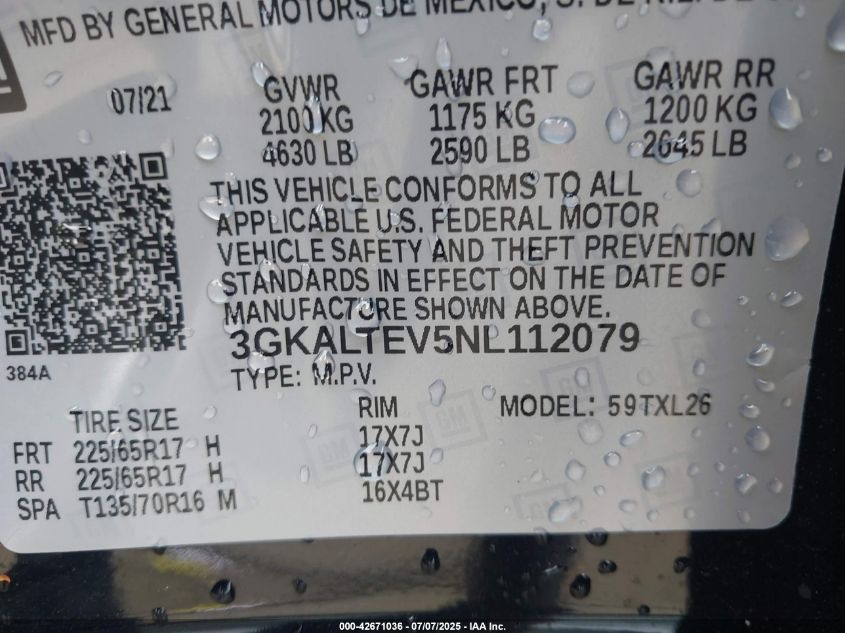 MFD BY GENERAL MOTORS DE MEXICO, S. DE R.L. DE
07/21
GVWR GAWR FRT GAWR RR
2100 KG 1175 KG 1200 KG
4630 LB 2590 LB 2645 LB
THIS VEHICLE CONFORMS TO ALL
APPLICABLE U.S. FEDERAL MOTOR
VEHICLE SAFETY AND THEFT PREVENTION
STANDARDS IN EFFECT ON THE DATE OF
MANUFACTURE SHOWN ABOVE.
3GKALTEV5NL112079
384A
TYPE: M.P.V.
TIRE SIZE RIM MODEL: 59TXL26
FRT 225/65R17 H 17X7J
RR 225/65R17 H 17X7J
SPA T135/70R16 M 16X4BT
000-42671036 - 07/07/2025 - IAA Inc.